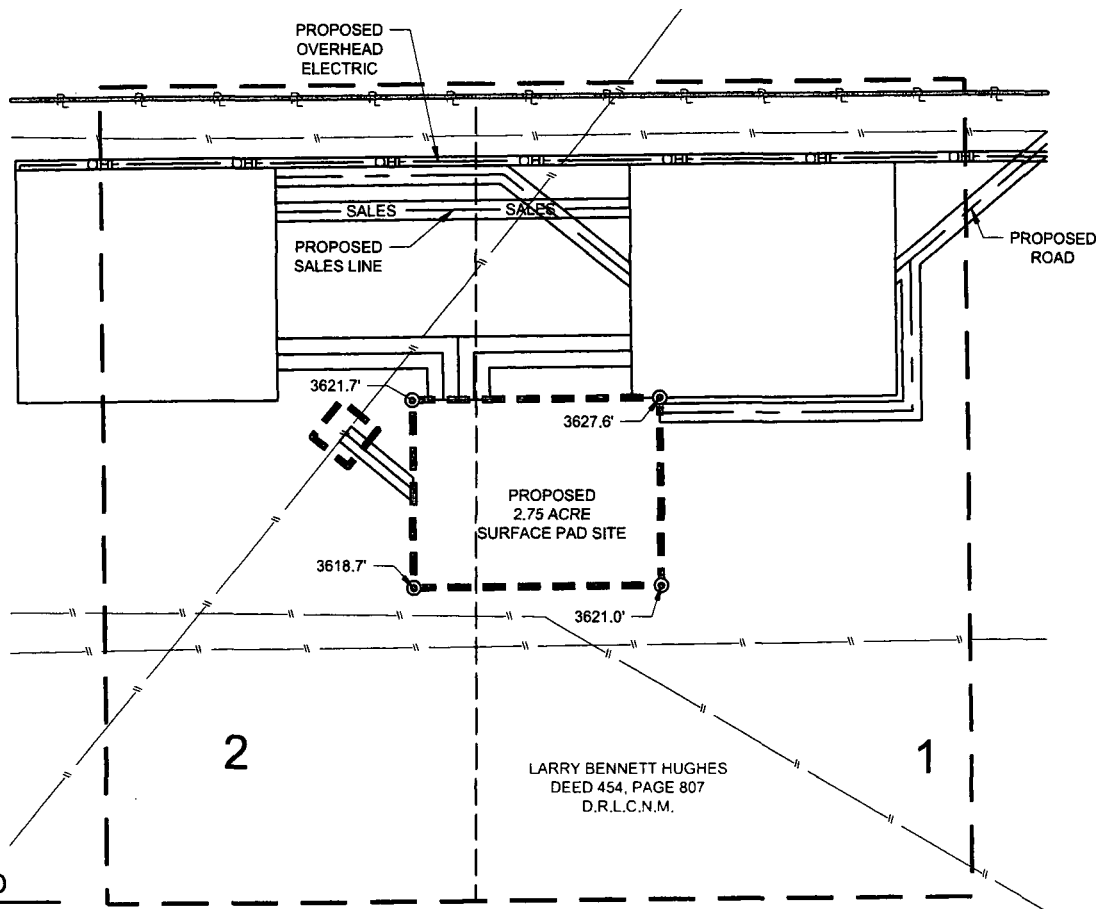 PROPOSED
OVERHEAD
ELECTRIC
OHE OHE OHE OHE OHE OHE OHE
SALES SALES
PROPOSED
SALES LINE
PROPOSED
ROAD
3621.7'
3627.6'
PROPOSED
2.75 ACRE
SURFACE PAD SITE
3618.7'
3621.0'
2
1
LARRY BENNETT HUGHES
DEED 454, PAGE 807
D.R.L.C.N.M.